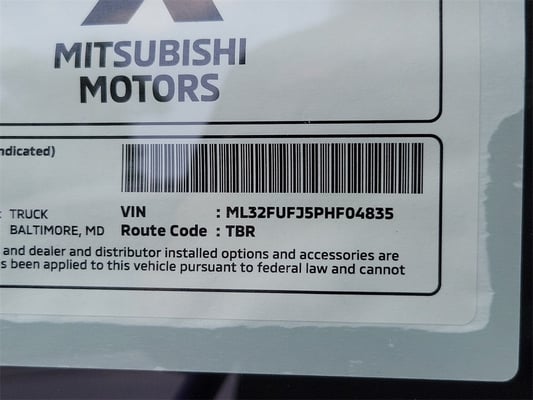 MITSUBISHI
MOTORS
ndicated)
: TRUCK
BALTIMORE, MD
VIN : ML32FUFJ5PHF04835
Route Code : TBR
and dealer and distributor installed options and accessories are
s been applied to this vehicle pursuant to federal law and cannot